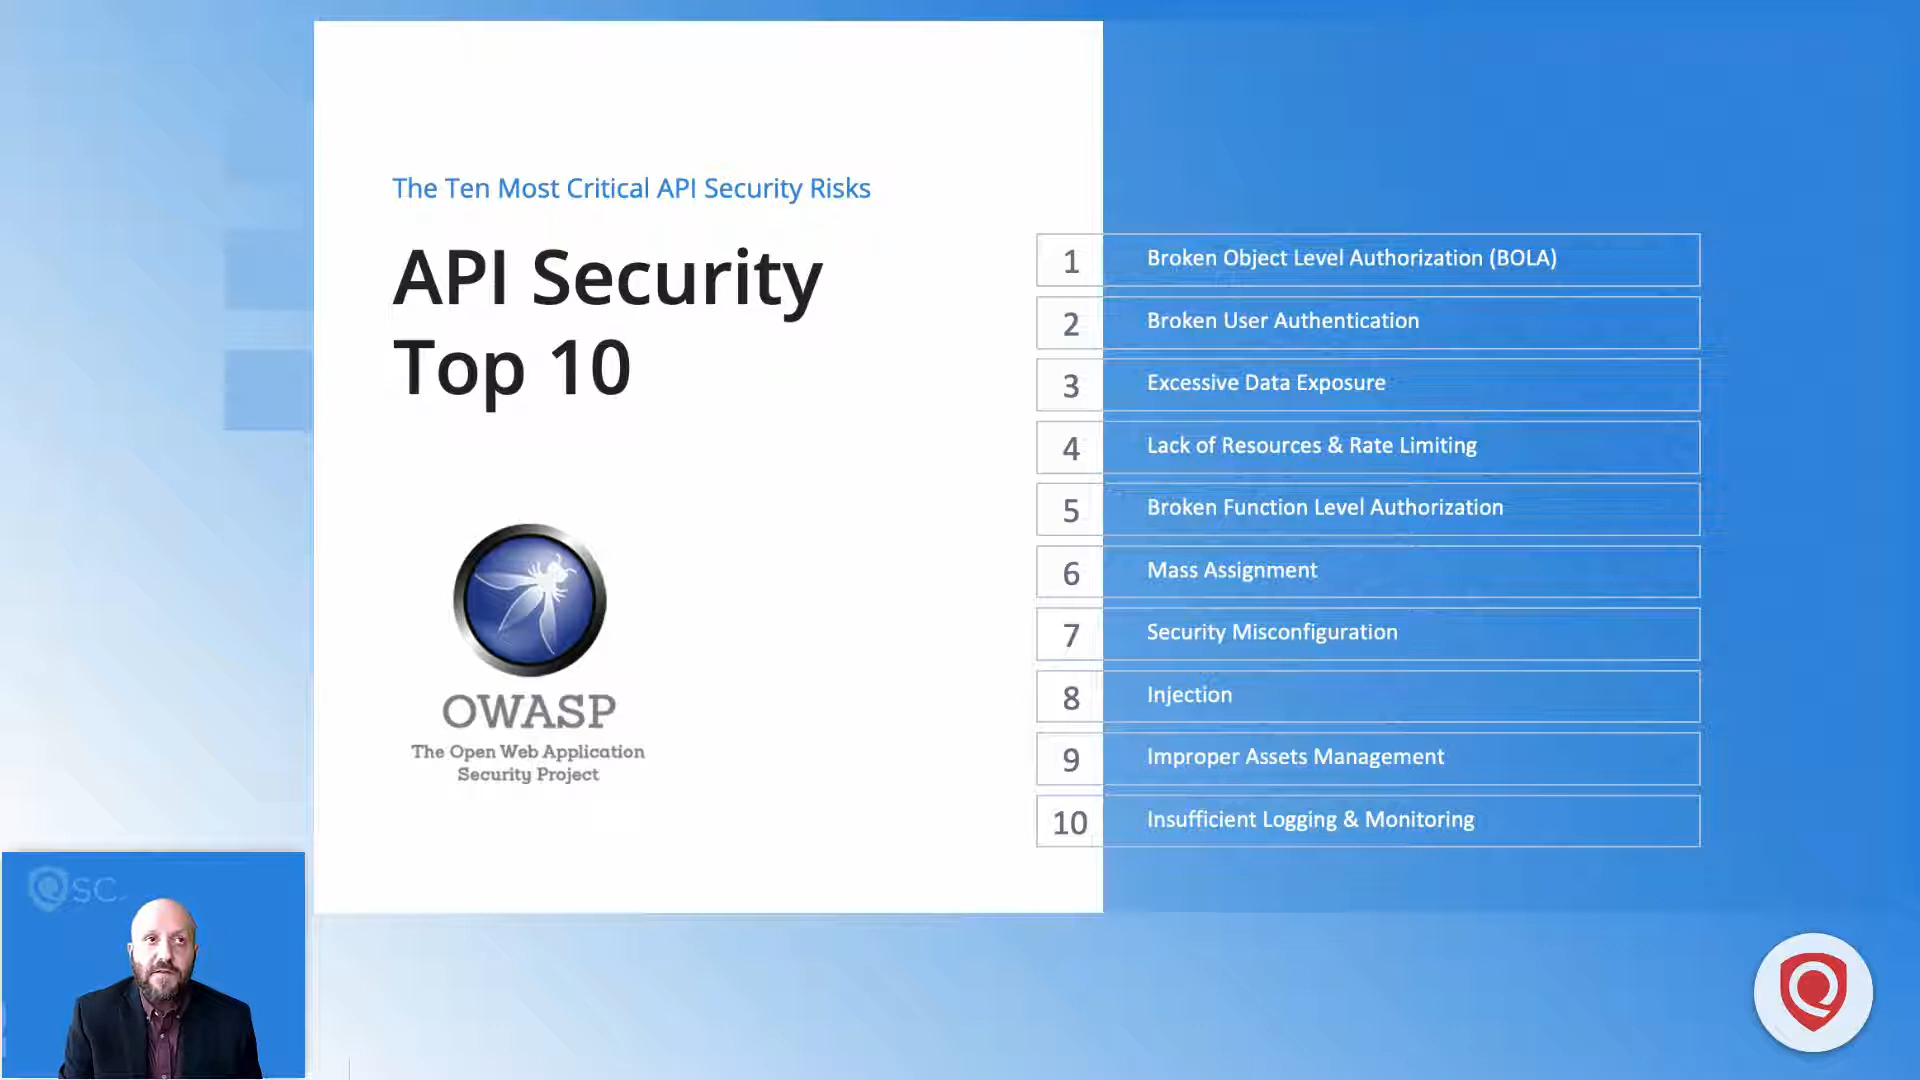 The Ten Most Critical API Security Risks
API Security
Top 10
OWASP
The Open Web Application
Security Project
1 Broken Object Level Authorization (BOLA)
2 Broken User Authentication
3 Excessive Data Exposure
4 Lack of Resources & Rate Limiting
5 Broken Function Level Authorization
6 Mass Assignment
7 Security Misconfiguration
8 Injection
9 Improper Assets Management
10 Insufficient Logging & Monitoring
QSC